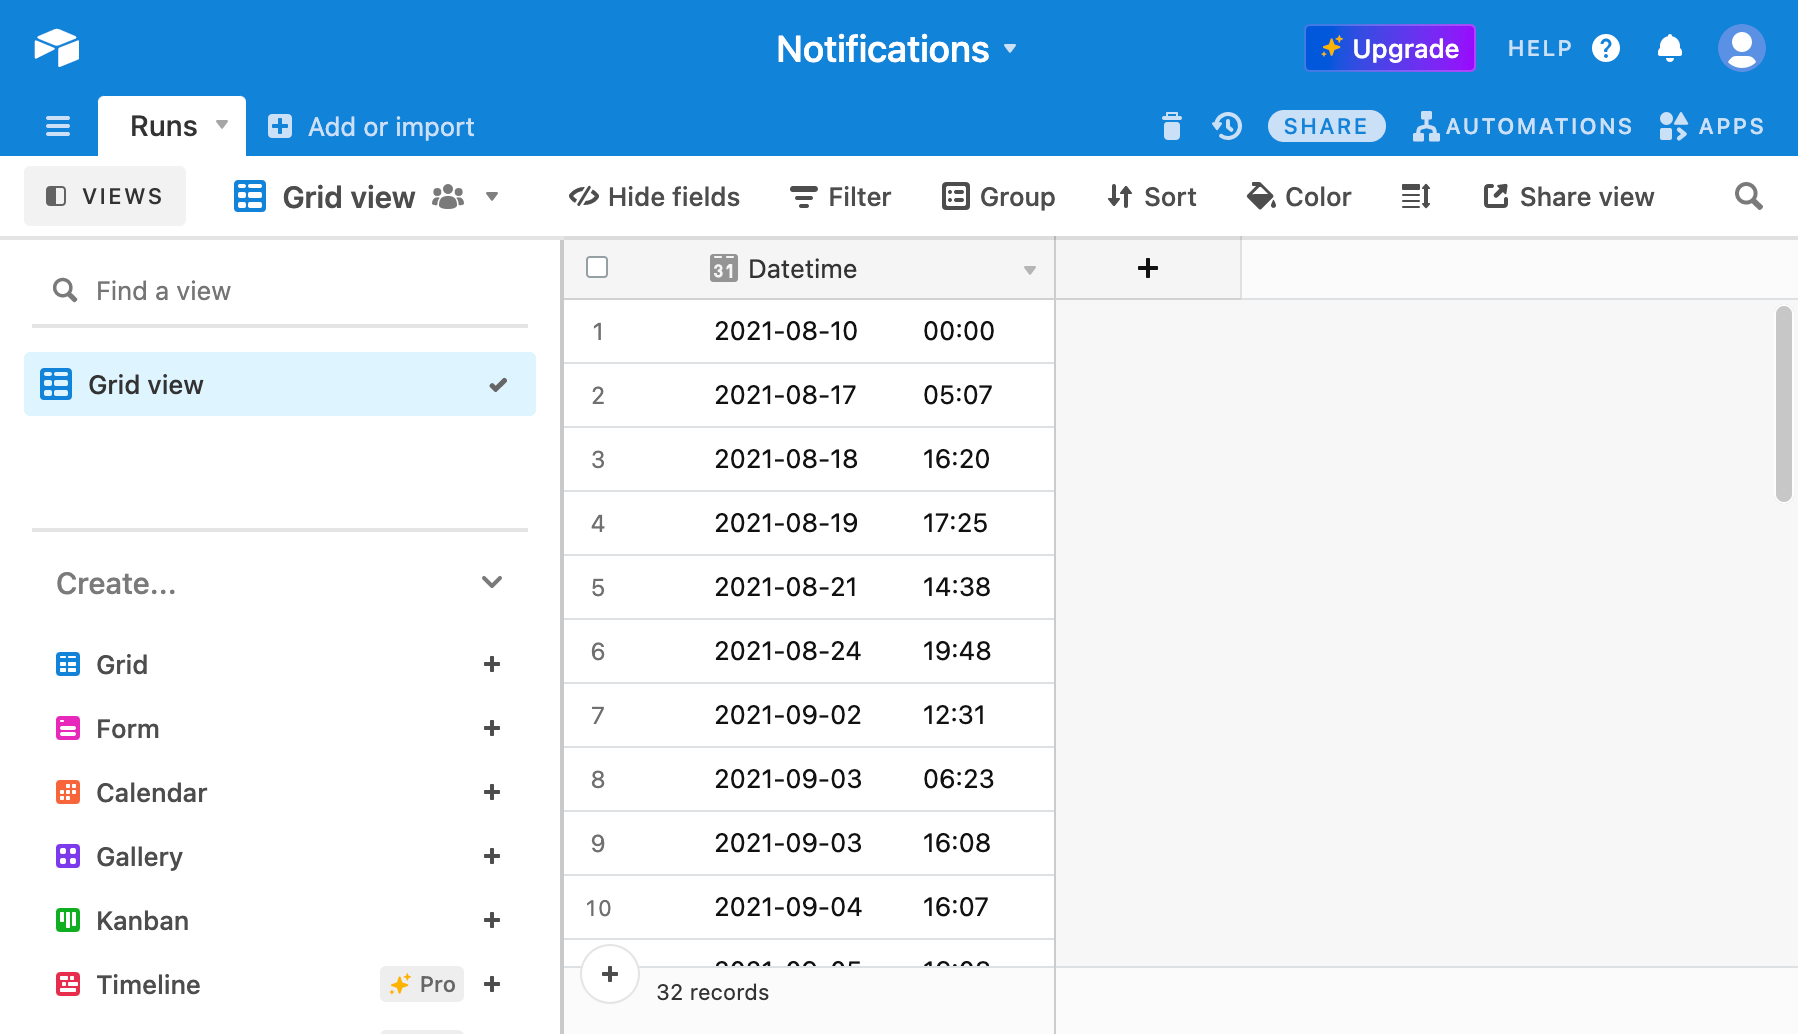 Notifications
Upgrade
HELP
Runs
Add or import
SHARE
AUTOMATIONS
APPS
VIEWS
Grid view
Hide fields
Filter
Group
Sort
Color
Share view
Find a view
Grid view
Create...
Grid
Form
Calendar
Gallery
Kanban
Timeline
Pro
31 Datetime
1 2021-08-10 00:00
2 2021-08-17 05:07
3 2021-08-18 16:20
4 2021-08-19 17:25
5 2021-08-21 14:38
6 2021-08-24 19:48
7 2021-09-02 12:31
8 2021-09-03 06:23
9 2021-09-03 16:08
10 2021-09-04 16:07
32 records